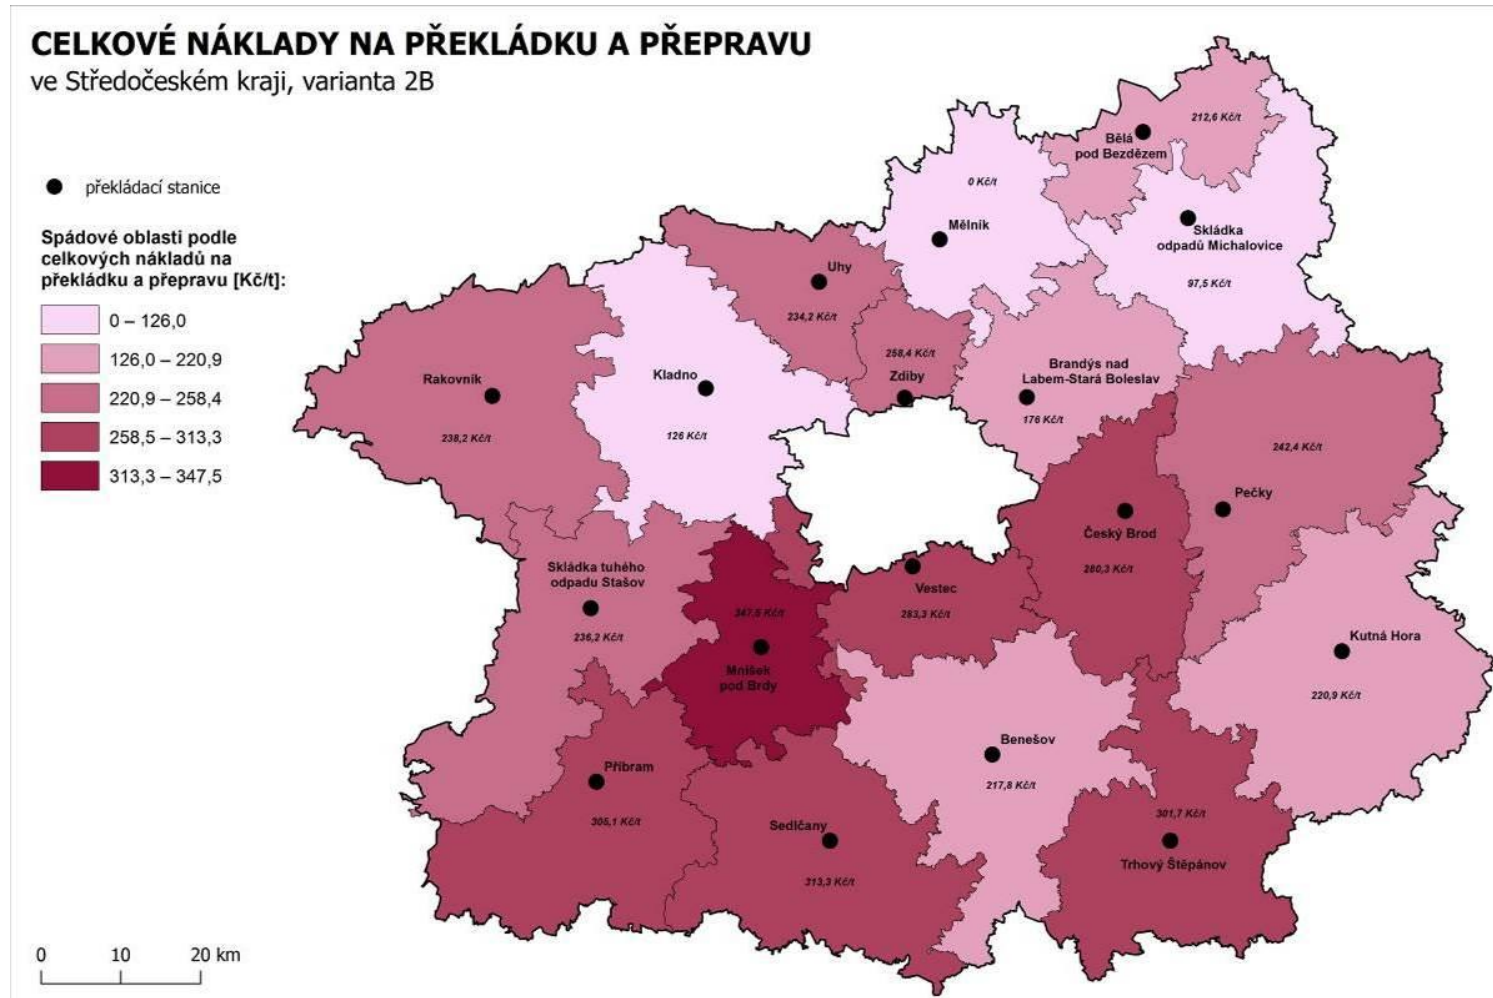 CELKOVÉ NÁKLADY NA PŘEKLÁDKU A PŘEPRAVU
ve Středočeském kraji, varianta 2B
překládací stanice
Spádové oblasti podle
celkových nákladů na
překládku a přepravu [Kč/t]:
0 – 126,0
126,0 – 220,9
220,9 – 258,4
258,5 – 313,3
313,3 – 347,5
212,6 Kč/t
Bělá
pod Bezdězem
0 Kč/t
Mělník
Skládka
odpadů Michalovice
97,5 Kč/t
Uhy
234,2 Kč/t
258,4 Kč/t
Zdiby
Brandýs nad
Labem-Stará Boleslav
176 Kč/t
Rakovník
238,2 Kč/t
Kladno
126 Kč/t
242,4 Kč/t
Pečky
Český Brod
280,3 Kč/t
Skládka tuhého
odpadu Stašov
236,2 Kč/t
347,5 Kč/t
Mníšek
pod Brdy
Vestec
283,3 Kč/t
Kutná Hora
220,9 Kč/t
Benešov
217,8 Kč/t
Příbram
305,1 Kč/t
Sedlčany
313,3 Kč/t
301,7 Kč/t
Trhový Štěpánov
0 10 20 km